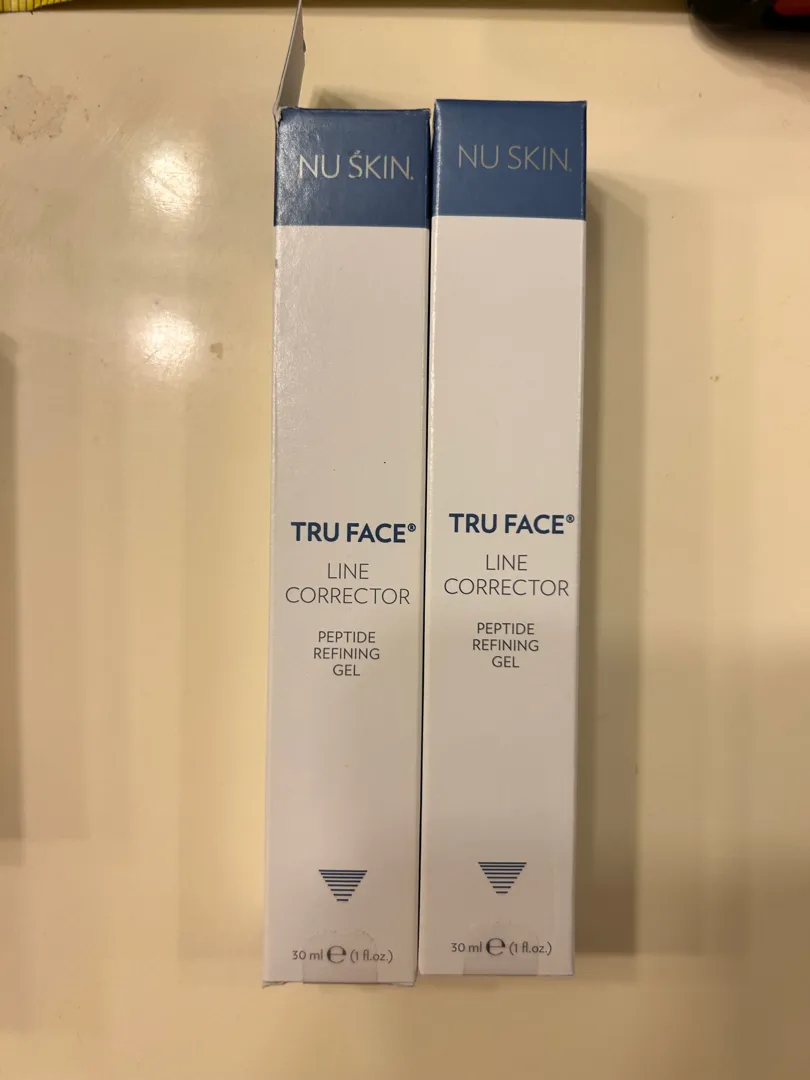 NU SKIN.
TRU FACE®
LINE
CORRECTOR
PEPTIDE
REFINING
GEL
30 ml ℮ (1 fl.oz.)
NU SKIN.
TRU FACE®
LINE
CORRECTOR
PEPTIDE
REFINING
GEL
30 ml ℮ (1 fl.oz.)